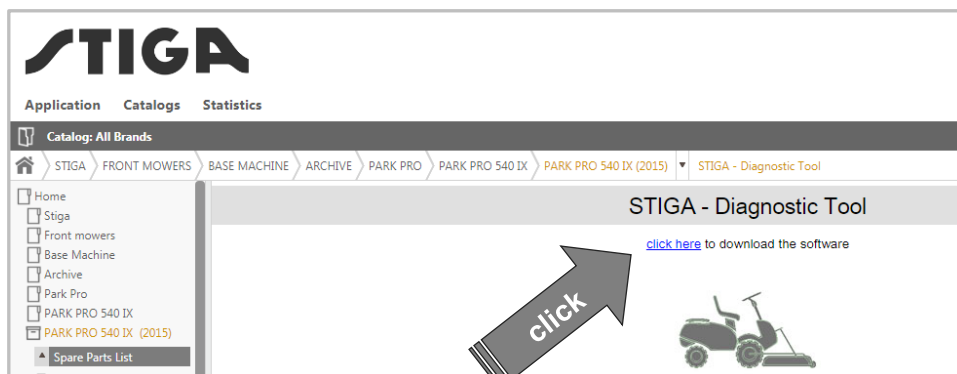 STIGA
Application Catalogs Statistics
Catalog: All Brands
STIGA FRONT MOWERS BASE MACHINE ARCHIVE PARK PRO PARK PRO 540 IX PARK PRO 540 IX (2015) STIGA - Diagnostic Tool
Home
Stiga
Front mowers
Base Machine
Archive
Park Pro
PARK PRO 540 IX
PARK PRO 540 IX (2015)
Spare Parts List
STIGA - Diagnostic Tool
click here to download the software
click